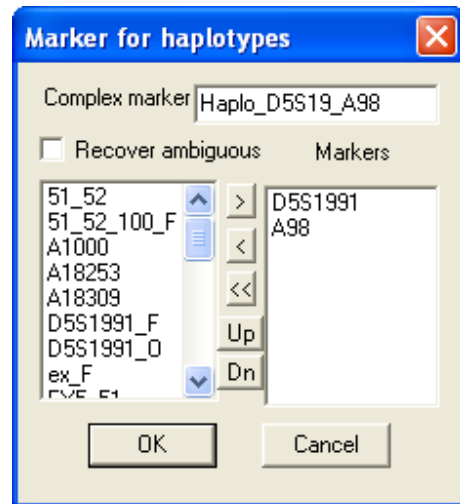 Marker for haplotypes
Complex marker Haplo_D5S19_A98
Recover ambiguous Markers
51_52
51_52_100_F
A1000
A18253
A18309
D5S1991_F
D5S1991_O
ex_F
>
<
<<
Up
Dn
D5S1991
A98
OK Cancel